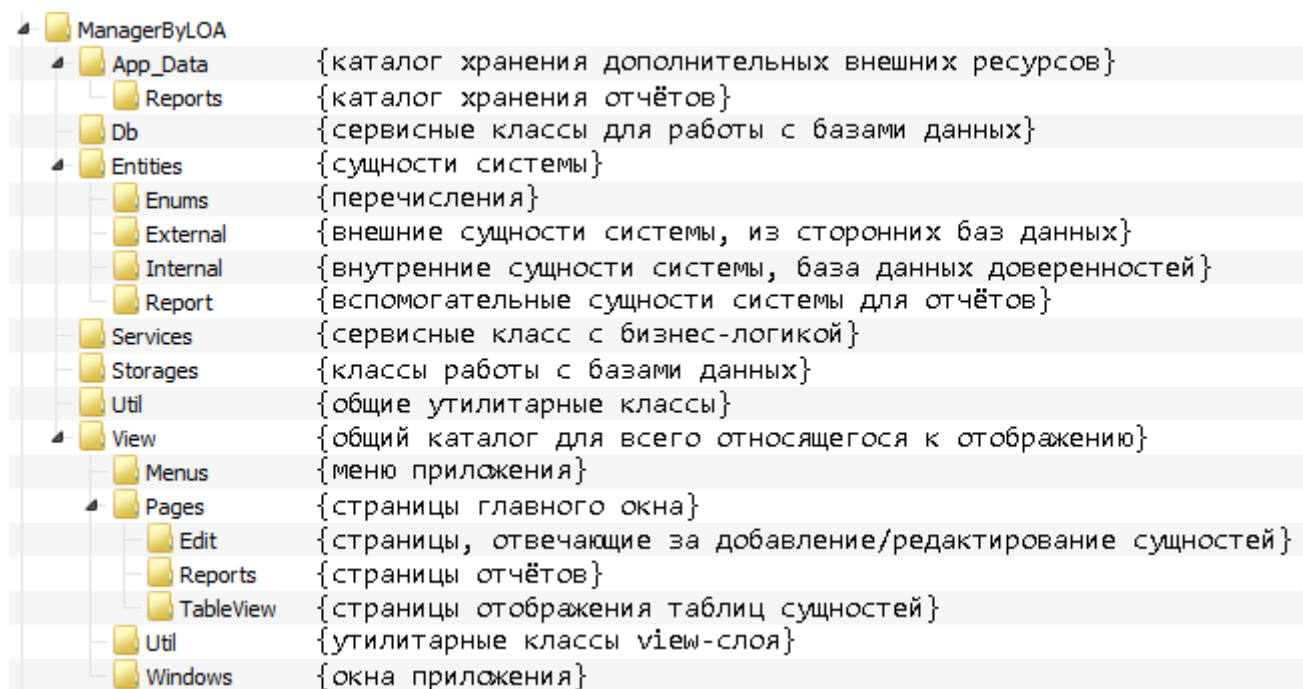 ManagerByLOA
App_Data {каталог хранения дополнительных внешних ресурсов}
Reports {каталог хранения отчётов}
Db {сервисные классы для работы с базами данных}
Entities {сущности системы}
Enums {перечисления}
External {внешние сущности системы, из сторонних баз данных}
Internal {внутренние сущности системы, база данных доверенностей}
Report {вспомогательные сущности системы для отчётов}
Services {сервисные класс с бизнес-логикой}
Storages {классы работы с базами данных}
Util {общие утилитарные классы}
View {общий каталог для всего относящегося к отображению}
Menus {меню приложения}
Pages {страницы главного окна}
Edit {страницы, отвечающие за добавление/редактирование сущностей}
Reports {страницы отчётов}
TableView {страницы отображения таблиц сущностей}
Util {утилитарные классы view-слоя}
Windows {окна приложения}